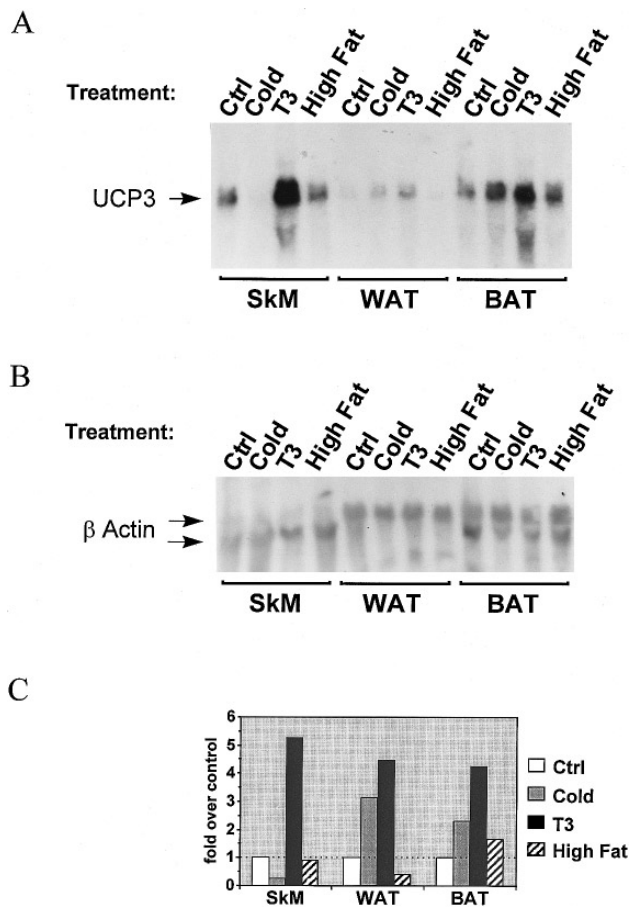 A
Treatment:
Ctrl Cold T3 High Fat Ctrl Cold T3 High Fat Ctrl Cold T3 High Fat
UCP3
SkM WAT BAT
B
Treatment:
Ctrl Cold T3 High Fat Ctrl Cold T3 High Fat Ctrl Cold T3 High Fat
β Actin
SkM WAT BAT
C
fold over control
6
5
4
3
2
1
0
SkM WAT BAT
Ctrl
Cold
T3
High Fat